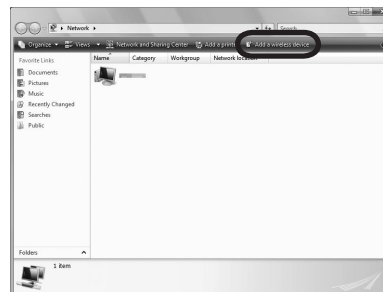 Network
Search
Organize Views Network and Sharing Center Add a printer Add a wireless device
Favorite Links
Documents
Pictures
Music
Recently Changed
Searches
Public
Name Category Workgroup Network location
Folders
1 item